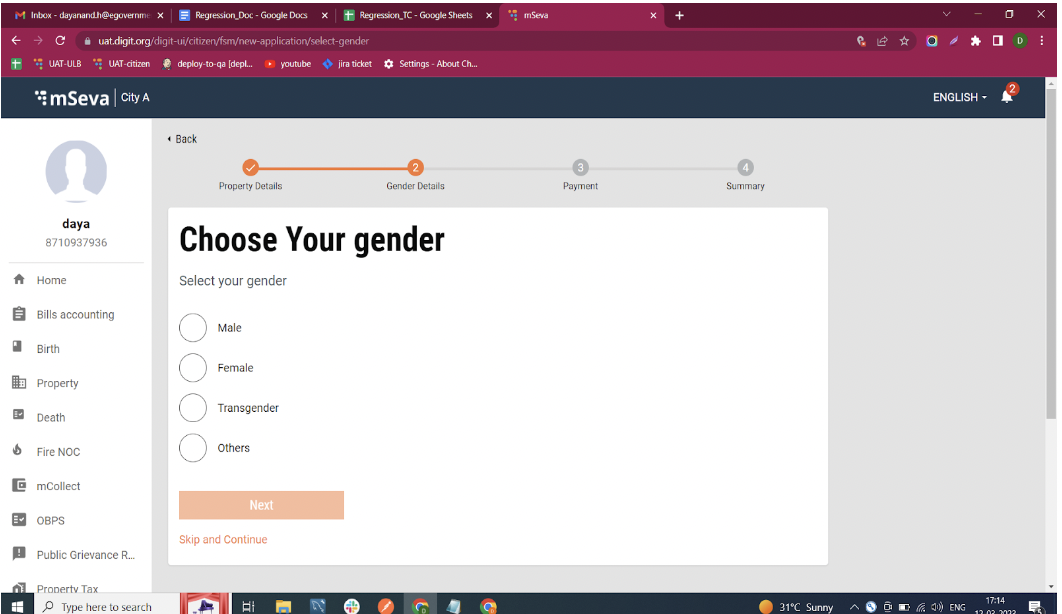 Inbox - dayanand.h@egovernme
Regression_Doc - Google Docs
Regression_TC - Google Sheets
mSeva
uat.digit.org/digit-ui/citizen/fsm/new-application/select-gender
D
UAT-ULB
UAT-citizen
deploy-to-qa [depl...
youtube
jira ticket
Settings - About Ch...
mSeva
City A
ENGLISH
2
Back
2
3
4
Property Details
Gender Details
Payment
Summary
daya
8710937936
Home
Bills accounting
Birth
Property
Death
Fire NOC
mCollect
OBPS
Public Grievance R...
Property Tax
Choose Your gender
Select your gender
Male
Female
Transgender
Others
Next
Skip and Continue
Type here to search
31°C Sunny
ENG
17:14